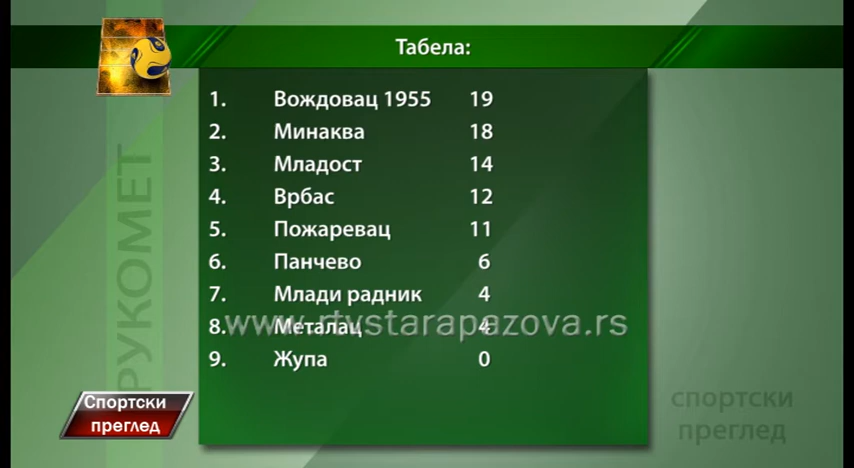 Табела:
1. Вождовац 1955 19
2. Минаква 18
3. Младост 14
4. Врбас 12
5. Пожаревац 11
6. Панчево 6
7. Млади радник 4
8. Металац 4
9. Жупа 0
www.rtvstarapazova.rs
РУКОМЕТ
Спортски
преглед
спортски
преглед